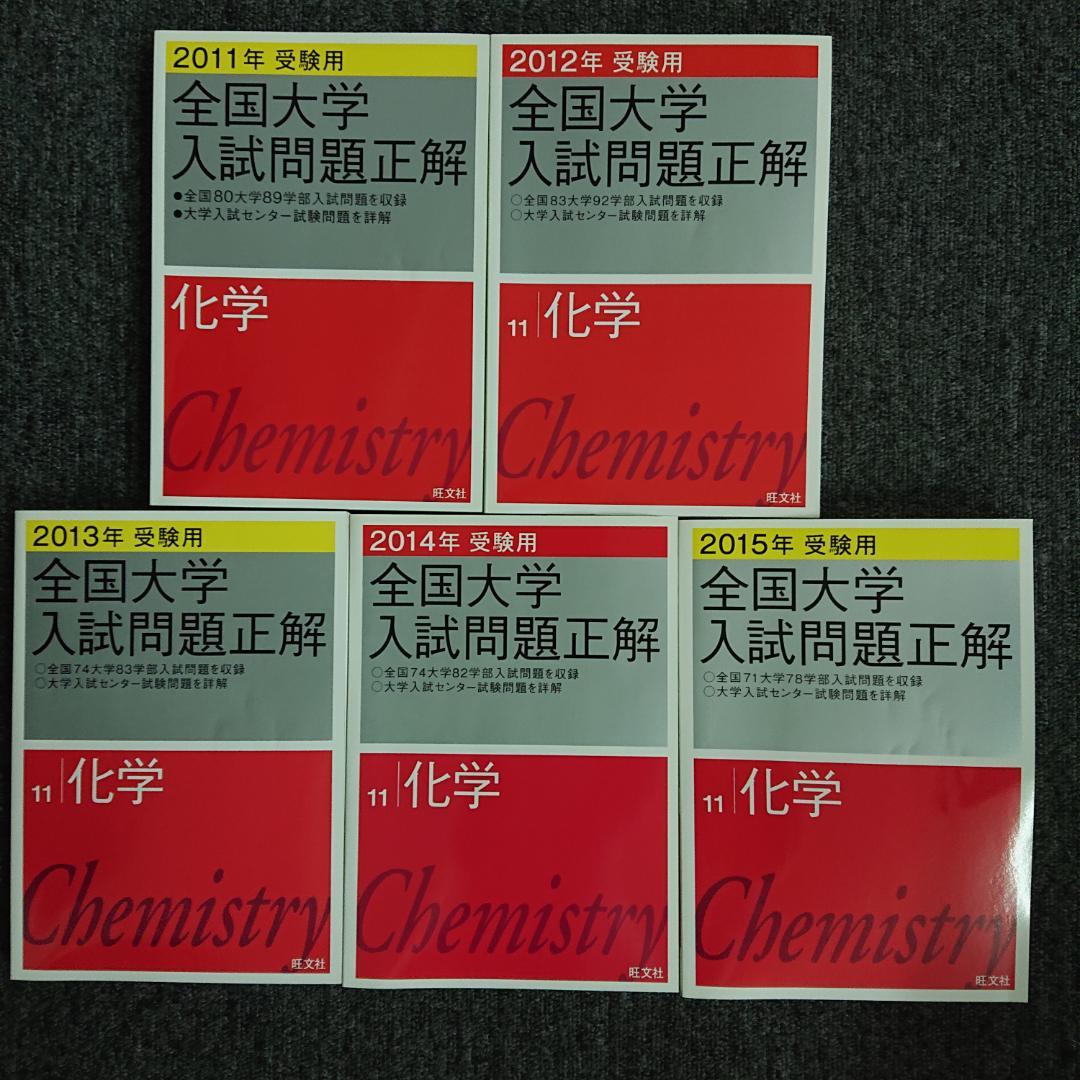 2011年 受験用
全国大学
入試問題正解
●全国80大学89学部入試問題を収録
●大学入試センター試験問題を詳解
化学
Chemistry
旺文社
2012年 受験用
全国大学
入試問題正解
○全国83大学92学部入試問題を収録
○大学入試センター試験問題を詳解
11 化学
Chemistry
旺文社
2013年 受験用
全国大学
入試問題正解
○全国74大学83学部入試問題を収録
○大学入試センター試験問題を詳解
11 化学
Chemistry
旺文社
2014年 受験用
全国大学
入試問題正解
○全国74大学82学部入試問題を収録
○大学入試センター試験問題を詳解
11 化学
Chemistry
旺文社
2015年 受験用
全国大学
入試問題正解
○全国71大学78学部入試問題を収録
○大学入試センター試験問題を詳解
11 化学
Chemistry
旺文社